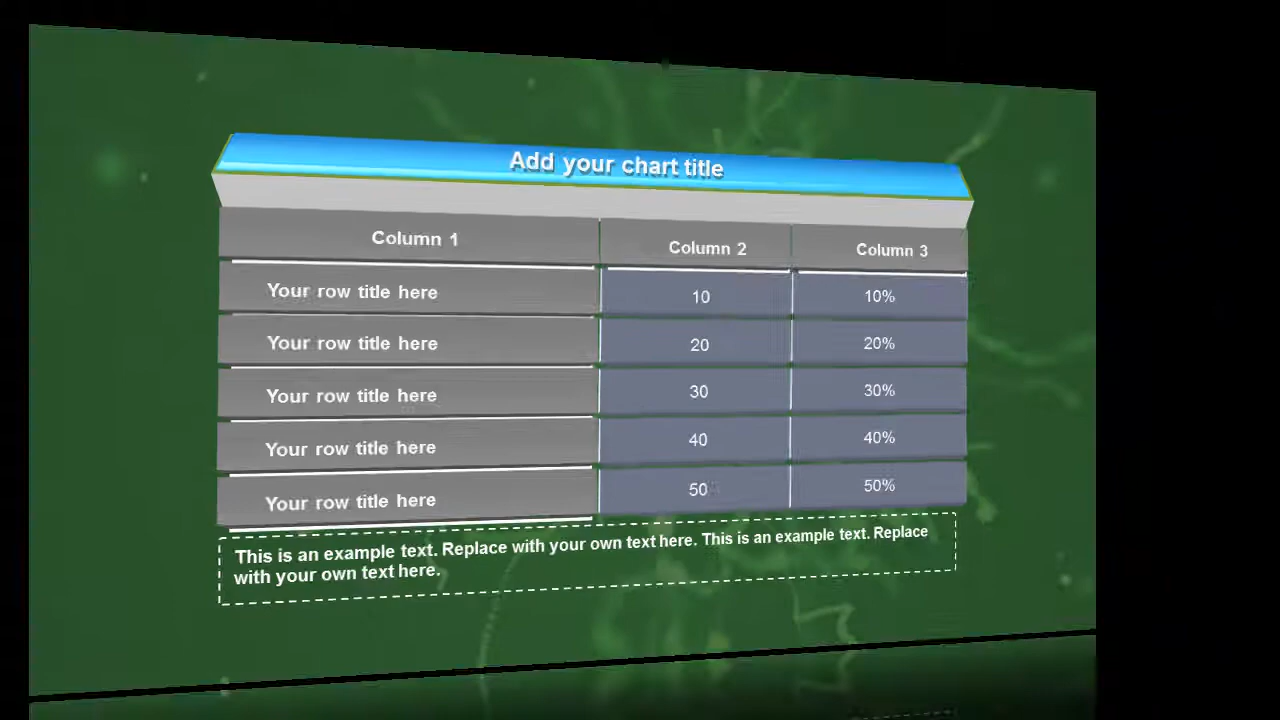 Add your chart title
Column 1 Column 2 Column 3
Your row title here 10 10%
Your row title here 20 20%
Your row title here 30 30%
Your row title here 40 40%
Your row title here 50 50%
This is an example text. Replace with your own text here. This is an example text. Replace
with your own text here.